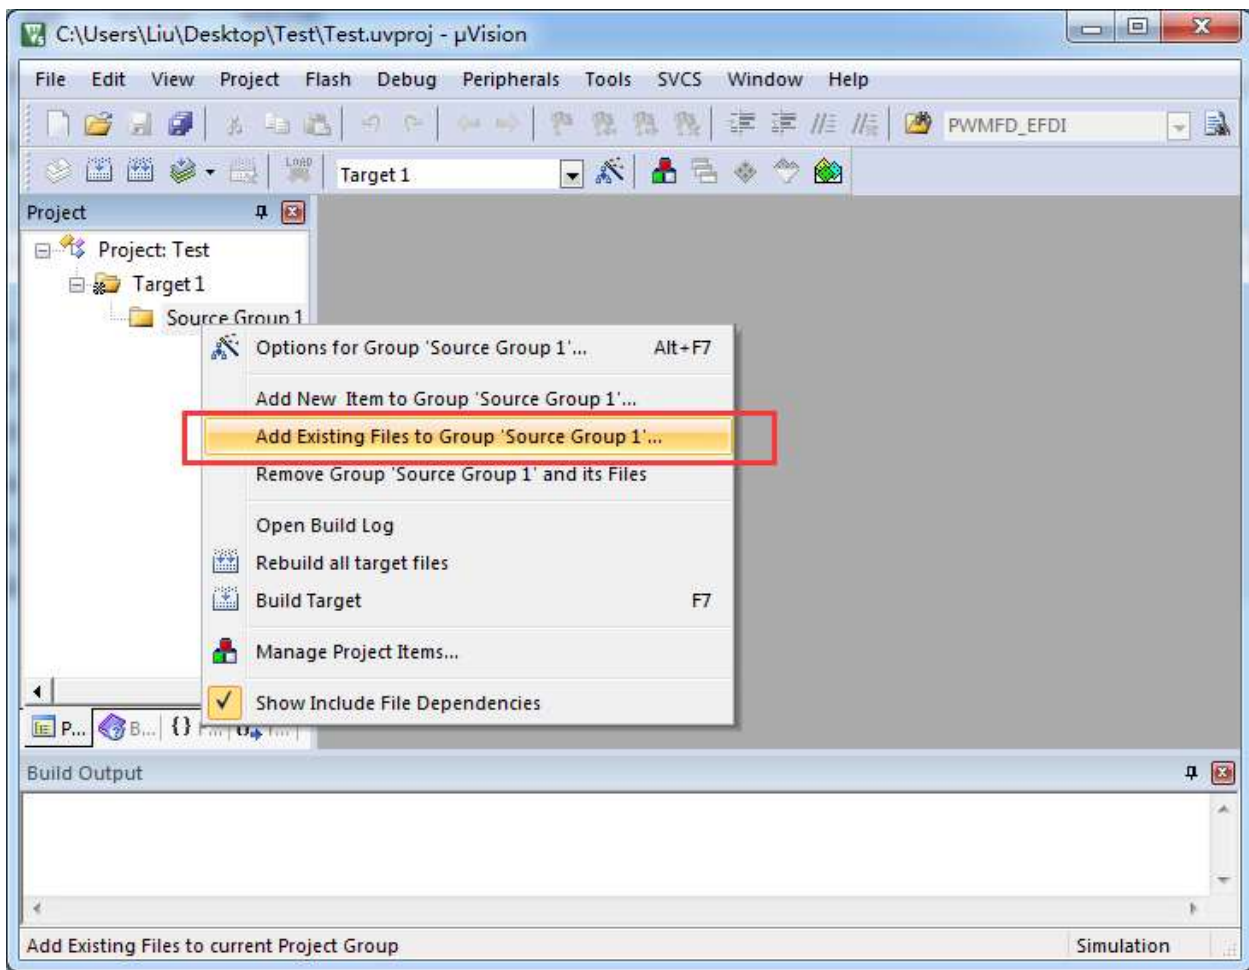 C:\Users\Liu\Desktop\Test\Test.uvproj - µVision
File Edit View Project Flash Debug Peripherals Tools SVCS Window Help
PWMFD_EFDI
LOAD Target 1
Project
Project: Test
Target 1
Source Group 1
Options for Group 'Source Group 1'... Alt+F7
Add New Item to Group 'Source Group 1'...
Add Existing Files to Group 'Source Group 1'...
Remove Group 'Source Group 1' and its Files
Open Build Log
Rebuild all target files
Build Target F7
Manage Project Items...
Show Include File Dependencies
P... B... {}
Build Output
Add Existing Files to current Project Group Simulation